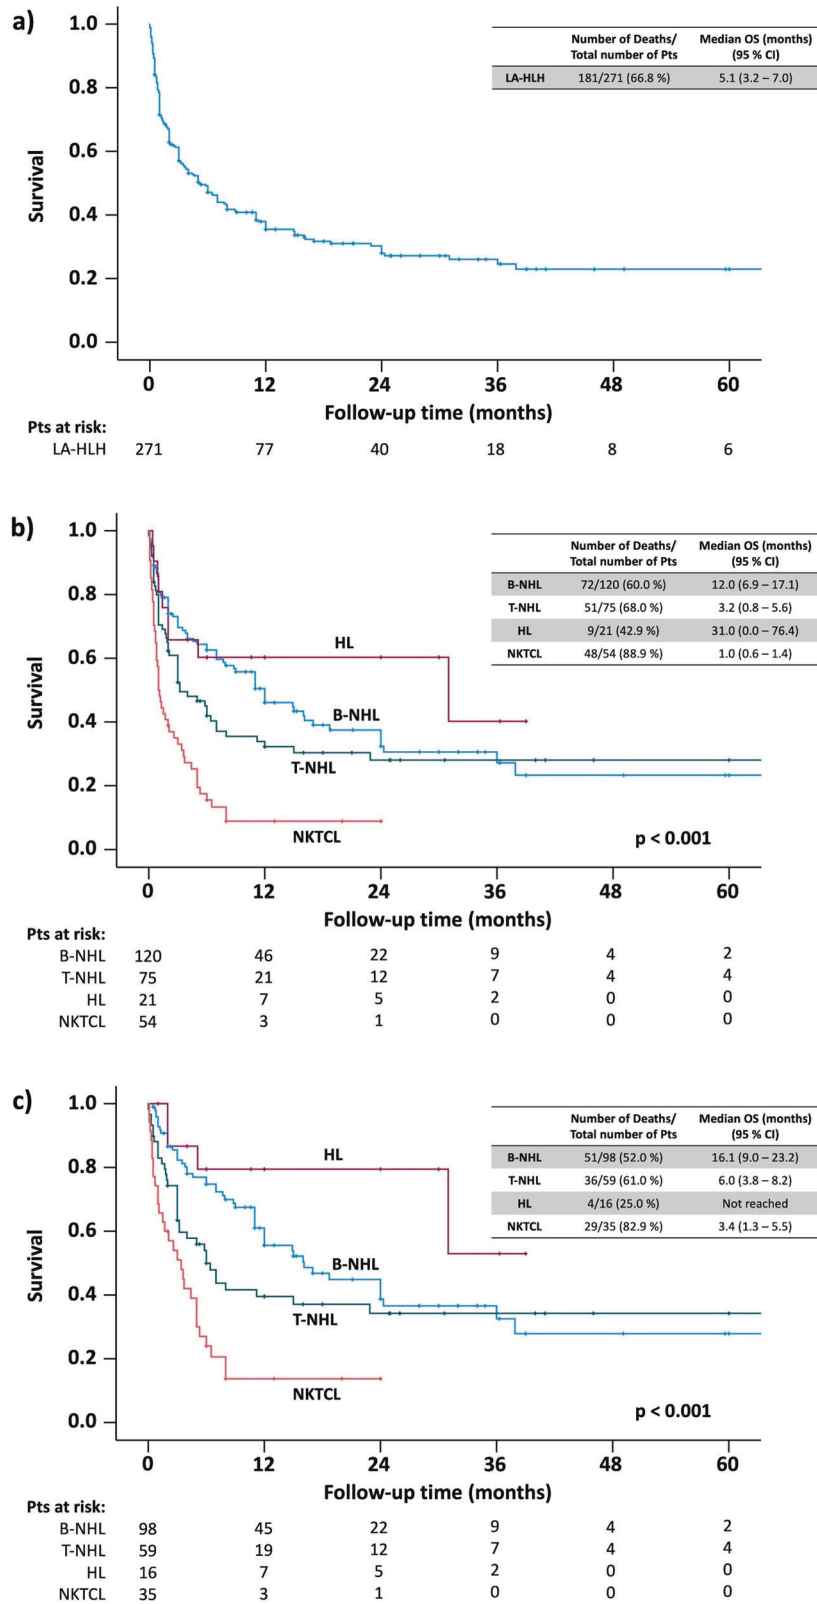 a)
Number of Deaths/ Median OS (months)
Total number of Pts (95 % CI)
LA-HLH 181/271 (66.8 %) 5.1 (3.2 – 7.0)
Survival
1.0
0.8
0.6
0.4
0.2
0.0
0 12 24 36 48 60
Follow-up time (months)
Pts at risk:
LA-HLH 271 77 40 18 8 6
b)
Number of Deaths/ Median OS (months)
Total number of Pts (95 % CI)
B-NHL 72/120 (60.0 %) 12.0 (6.9 – 17.1)
T-NHL 51/75 (68.0 %) 3.2 (0.8 – 5.6)
HL 9/21 (42.9 %) 31.0 (0.0 – 76.4)
NKTCL 48/54 (88.9 %) 1.0 (0.6 – 1.4)
Survival
1.0
0.8
0.6
0.4
0.2
0.0
HL
B-NHL
T-NHL
NKTCL
p < 0.001
0 12 24 36 48 60
Follow-up time (months)
Pts at risk:
B-NHL 120 46 22 9 4 2
T-NHL 75 21 12 7 4 4
HL 21 7 5 2 0 0
NKTCL 54 3 1 0 0 0
c)
Number of Deaths/ Median OS (months)
Total number of Pts (95 % CI)
B-NHL 51/98 (52.0 %) 16.1 (9.0 – 23.2)
T-NHL 36/59 (61.0 %) 6.0 (3.8 – 8.2)
HL 4/16 (25.0 %) Not reached
NKTCL 29/35 (82.9 %) 3.4 (1.3 – 5.5)
Survival
1.0
0.8
0.6
0.4
0.2
0.0
HL
B-NHL
T-NHL
NKTCL
p < 0.001
0 12 24 36 48 60
Follow-up time (months)
Pts at risk:
B-NHL 98 45 22 9 4 2
T-NHL 59 19 12 7 4 4
HL 16 7 5 2 0 0
NKTCL 35 3 1 0 0 0